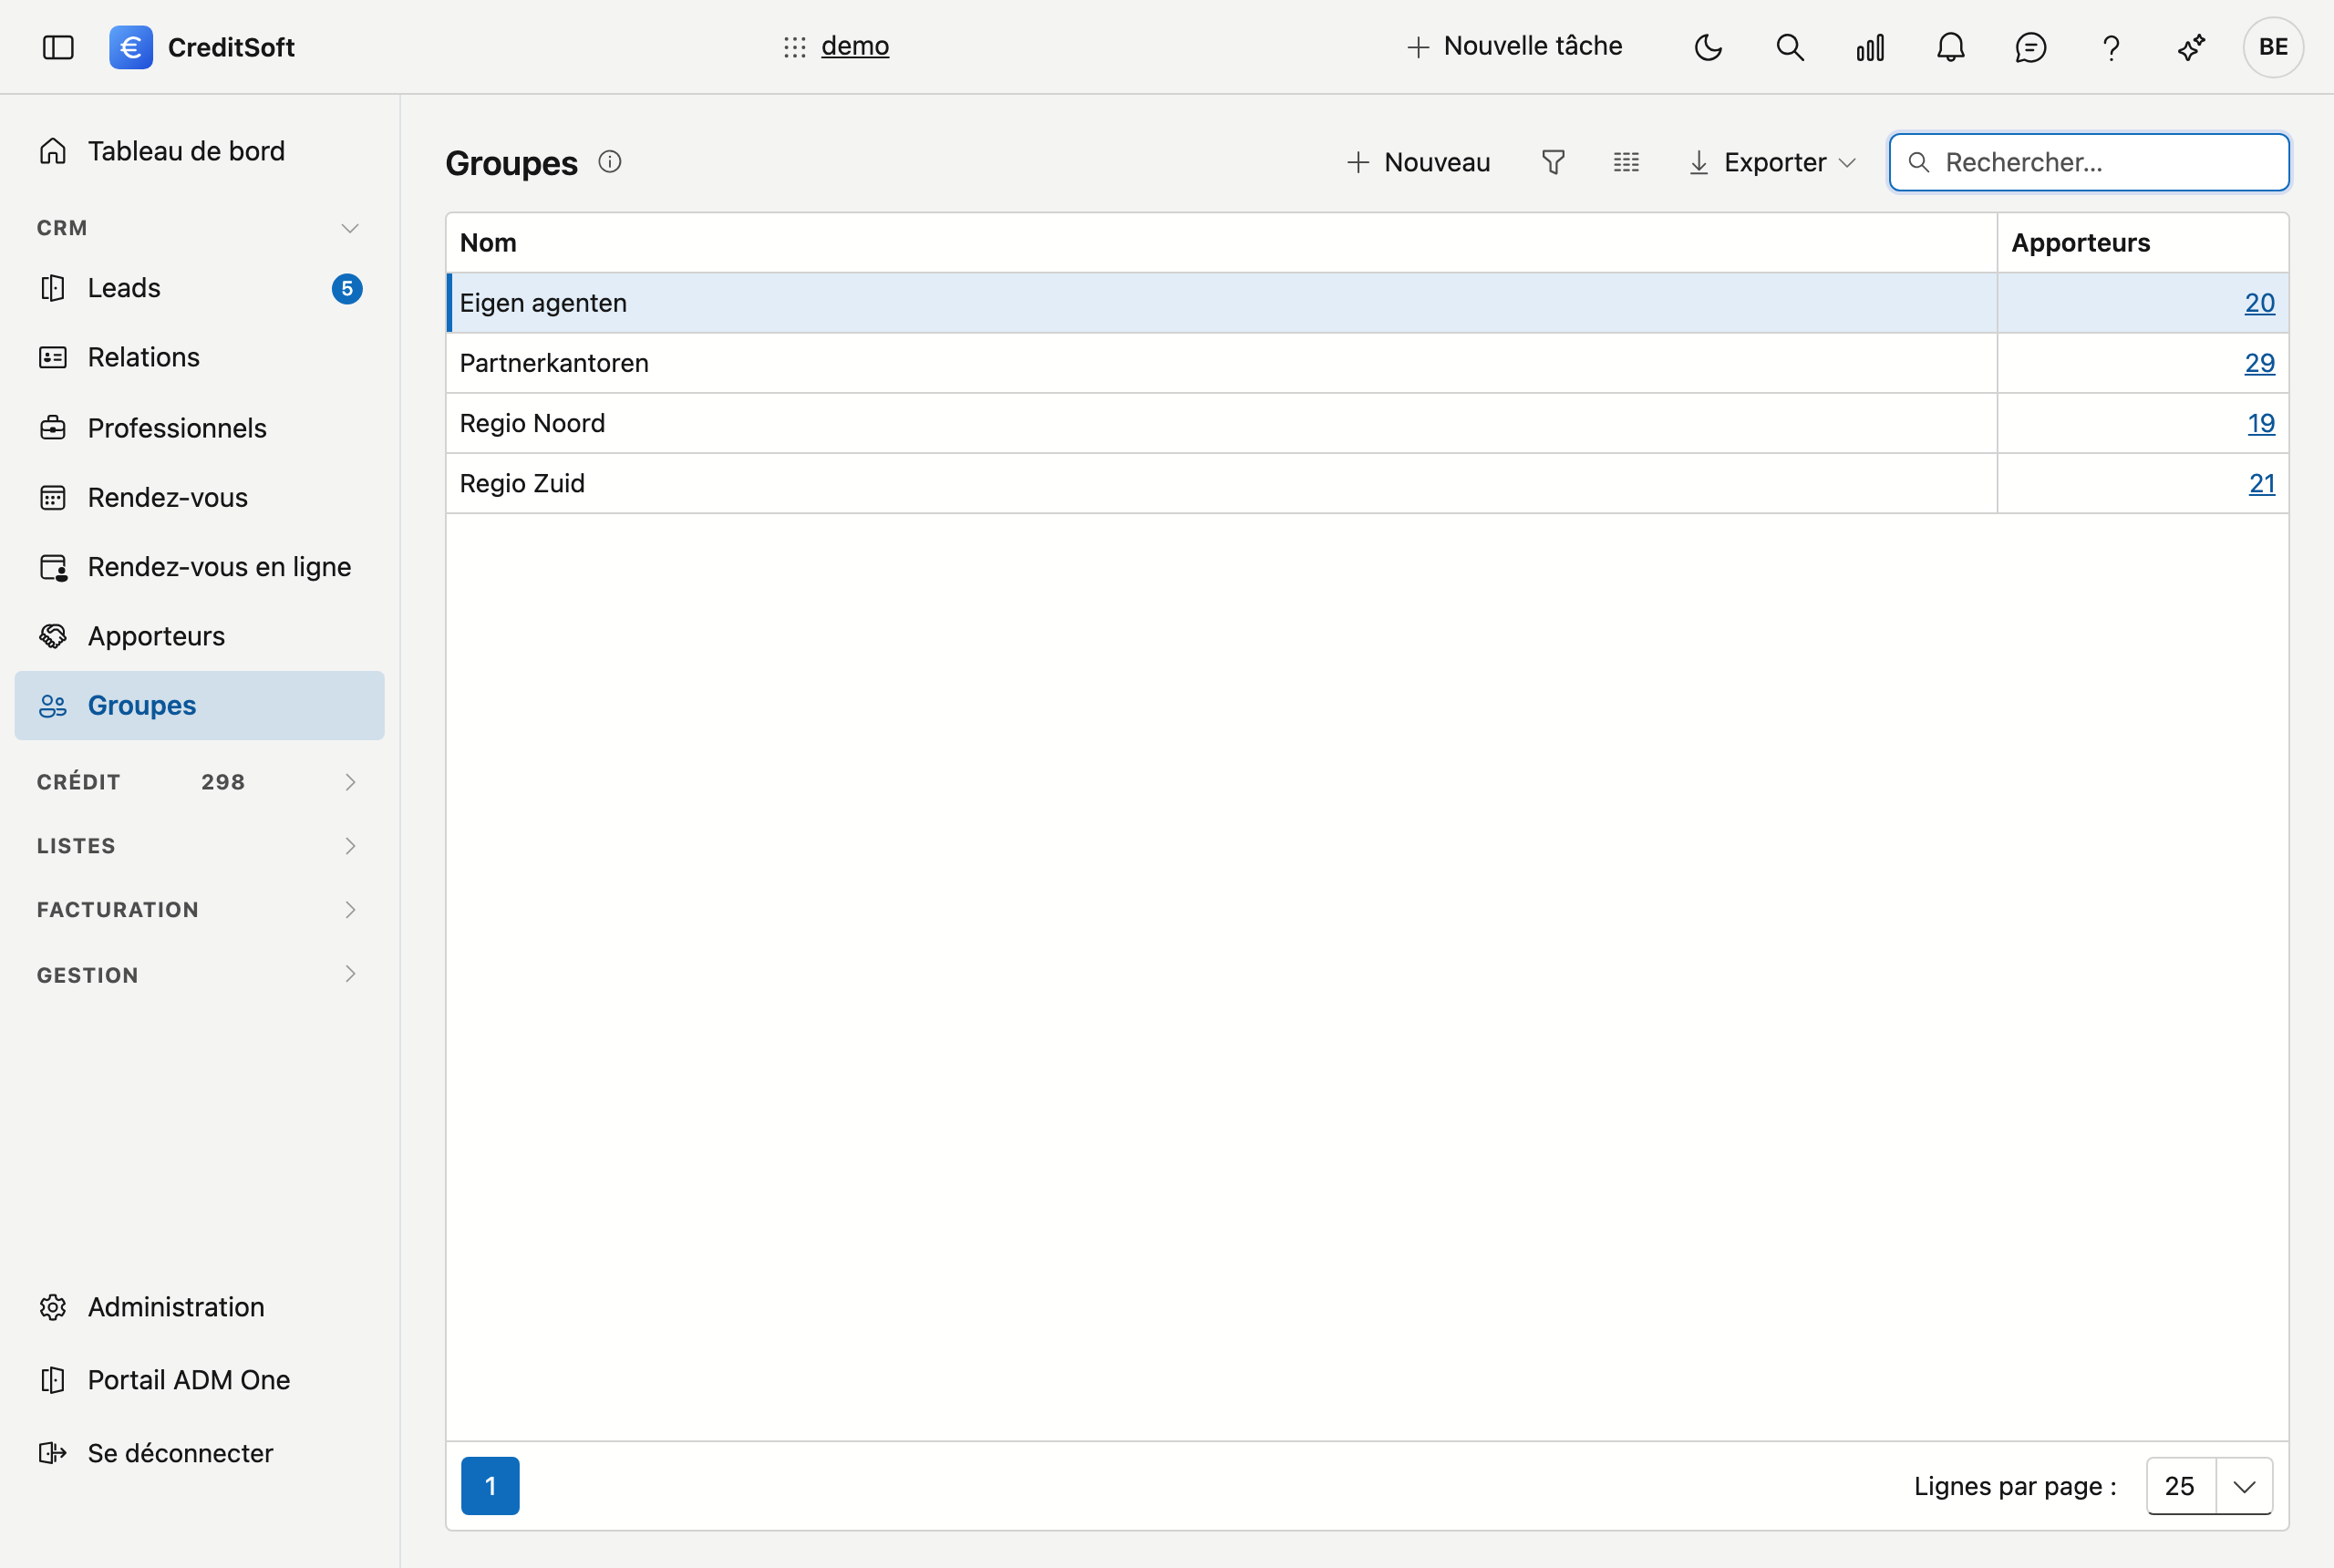 CreditSoft
demo
Nouvelle tâche
BE
Tableau de bord
CRM
Leads 5
Relations
Professionnels
Rendez-vous
Rendez-vous en ligne
Apporteurs
Groupes
CRÉDIT 298
LISTES
FACTURATION
GESTION
Administration
Portail ADM One
Se déconnecter
Groupes
Nouveau
Exporter
Rechercher...
Nom Apporteurs
Eigen agenten 20
Partnerkantoren 29
Regio Noord 19
Regio Zuid 21
1
Lignes par page : 25